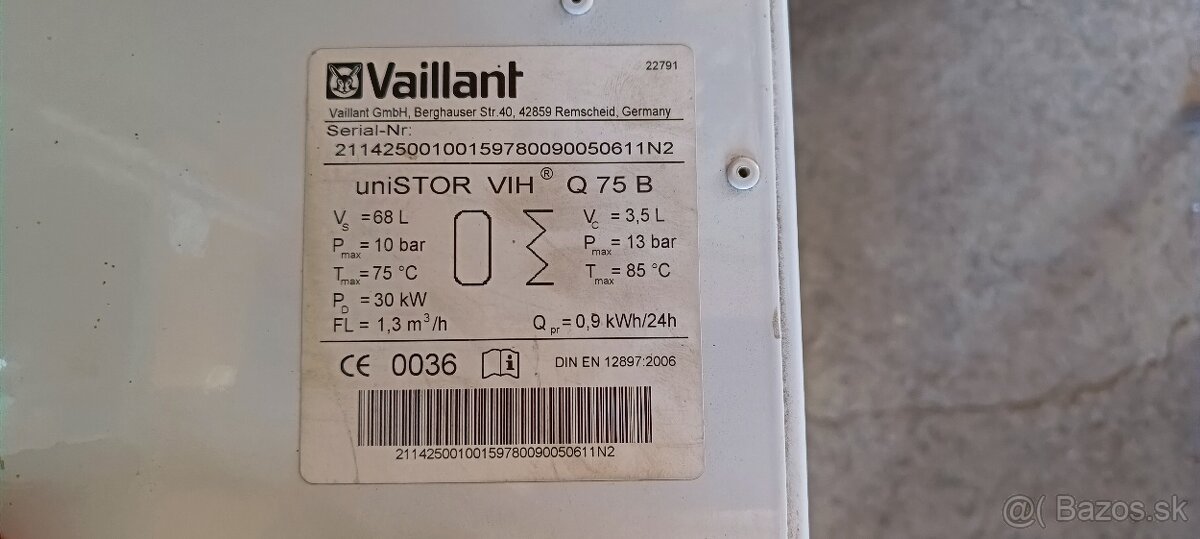 Vaillant
22791
Vaillant GmbH, Berghauser Str.40, 42859 Remscheid, Germany
Serial-Nr:
21142500100159780090050611N2
uniSTOR VIH ® Q 75 B
Vs =68 L
Pmax = 10 bar
Tmax =75 °C
PD = 30 kW
FL = 1,3 m³/h
Vc = 3,5 L
Pmax = 13 bar
Tmax = 85 °C
Qpr =0,9 kWh/24h
CE 0036 i DIN EN 12897:2006
21142500100159780090050611N2
@( Bazos.sk